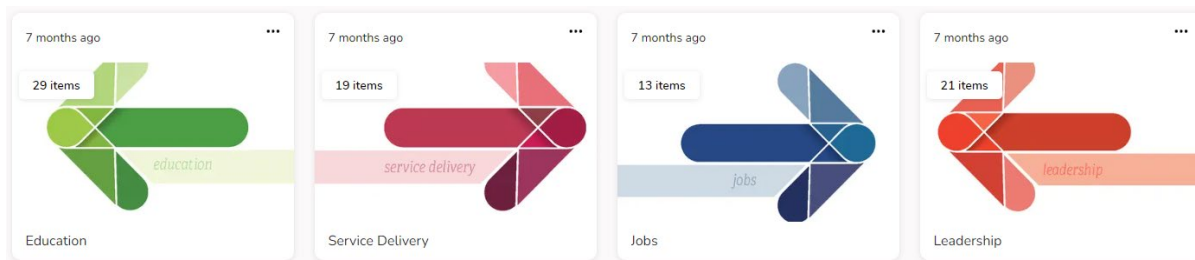 7 months ago
...
29 items
education
Education
7 months ago
...
19 items
service delivery
Service Delivery
7 months ago
...
13 items
jobs
Jobs
7 months ago
...
21 items
leadership
Leadership